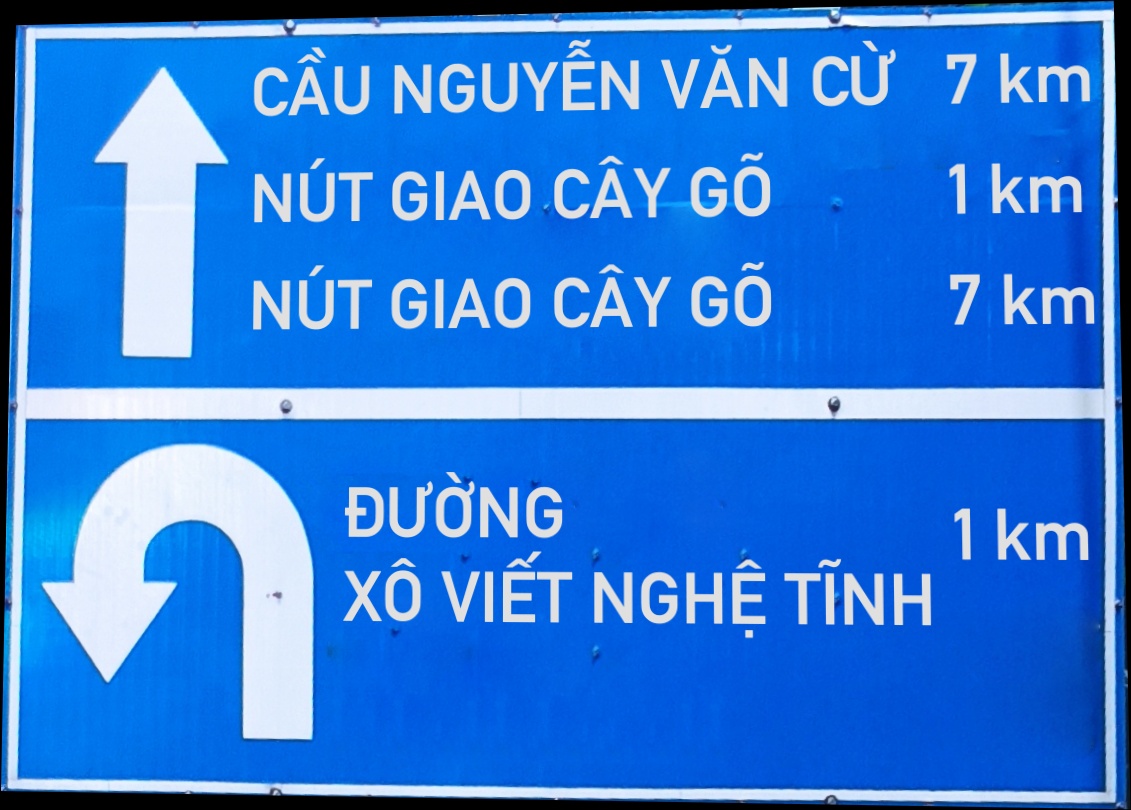 CẦU NGUYỄN VĂN CỪ 7 km
NÚT GIAO CÂY GÕ 1 km
NÚT GIAO CÂY GÕ 7 km
ĐƯỜNG 1 km
XÔ VIẾT NGHỆ TĨNH